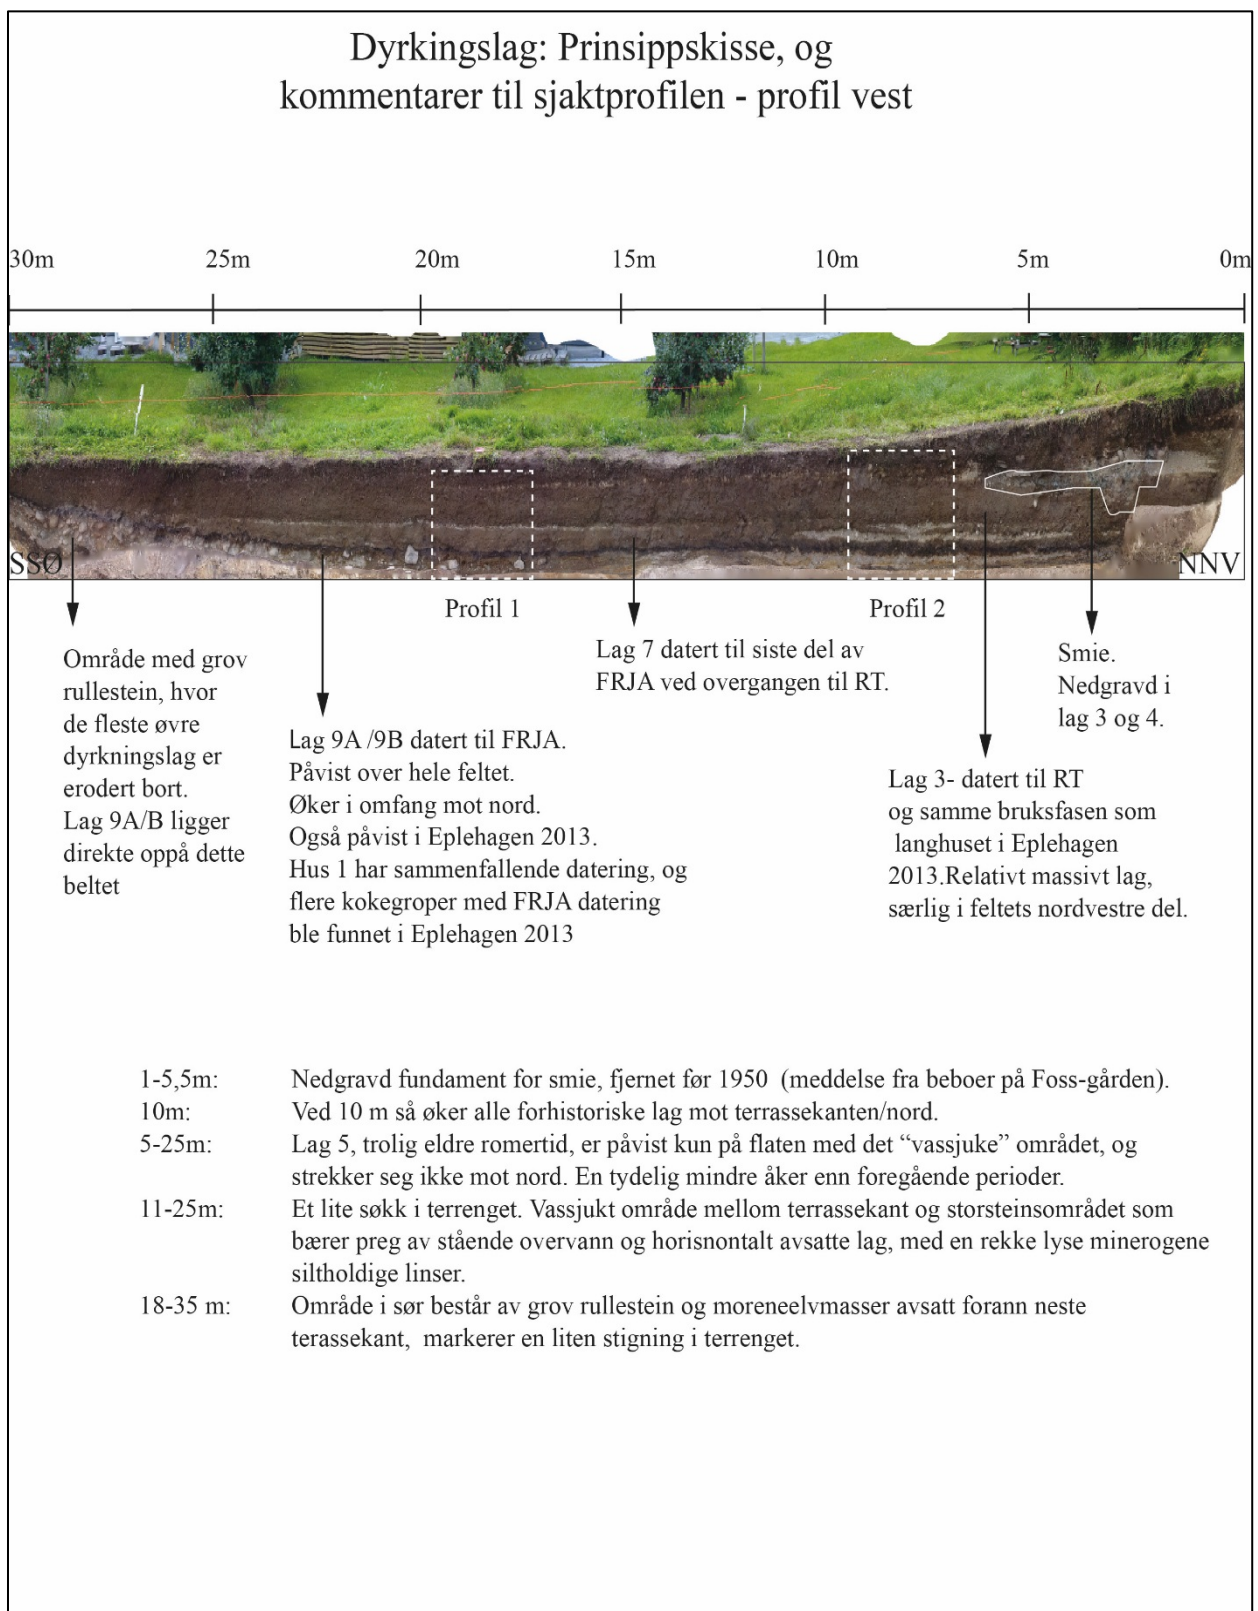 Dyrkingslag: Prinsippskisse, og
kommentarer til sjaktprofilen - profil vest
30m 25m 20m 15m 10m 5m 0m
SSØ NNV
Profil 1 Profil 2
Område med grov
rullestein, hvor
de fleste øvre
dyrkningslag er
erodert bort.
Lag 9A/B ligger
direkte oppå dette
beltet
Lag 9A /9B datert til FRJA.
Påvist over hele feltet.
Øker i omfang mot nord.
Også påvist i Eplehagen 2013.
Hus 1 har sammenfallende datering, og
flere kokegroper med FRJA datering
ble funnet i Eplehagen 2013
Lag 7 datert til siste del av
FRJA ved overgangen til RT.
Lag 3- datert til RT
og samme bruksfasen som
langhuset i Eplehagen
2013.Relativt massivt lag,
særlig i feltets nordvestre del.
Smie.
Nedgravd i
lag 3 og 4.
1-5,5m: Nedgravd fundament for smie, fjernet før 1950 (meddelse fra beboer på Foss-gården).
10m: Ved 10 m så øker alle forhistoriske lag mot terrassekanten/nord.
5-25m: Lag 5, trolig eldre romertid, er påvist kun på flaten med det “vassjuke” området, og
strekker seg ikke mot nord. En tydelig mindre åker enn foregående perioder.
11-25m: Et lite søkk i terrenget. Vassjukt område mellom terrassekant og storsteinsområdet som
bærer preg av stående overvann og horisnontalt avsatte lag, med en rekke lyse minerogene
siltholdige linser.
18-35 m: Område i sør består av grov rullestein og moreneelvmasser avsatt forann neste
terassekant, markerer en liten stigning i terrenget.